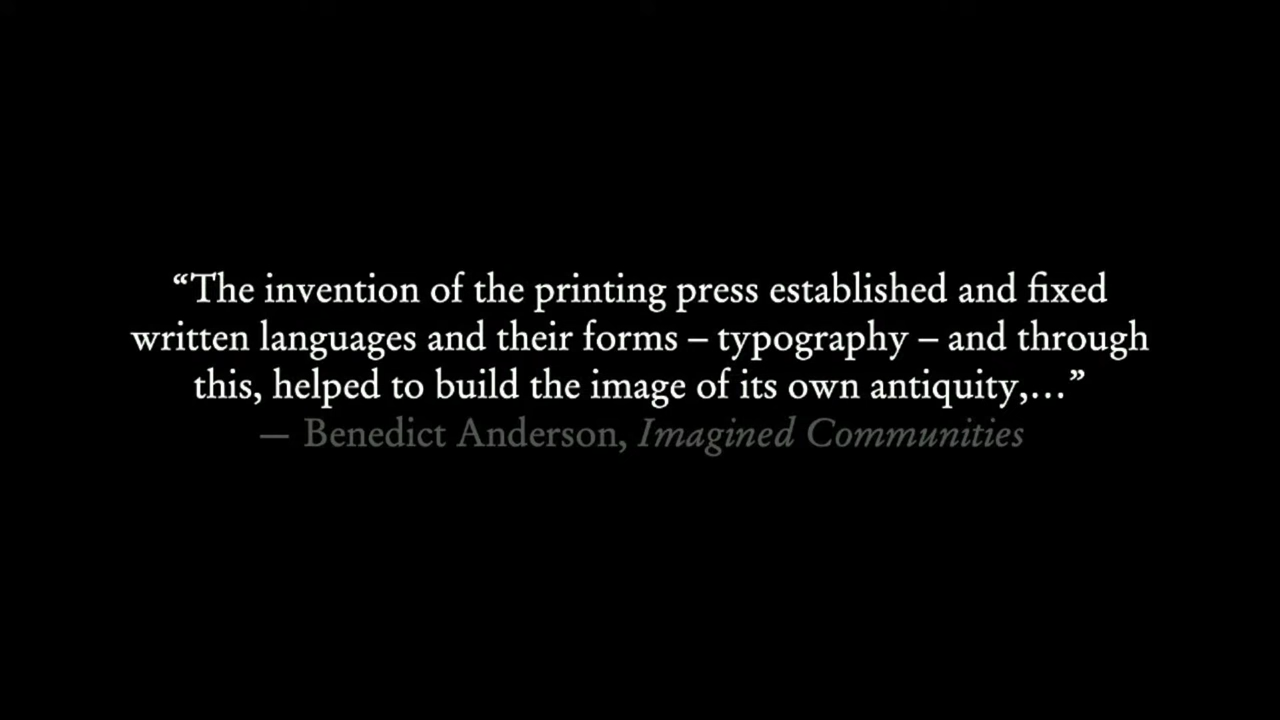 “The invention of the printing press established and fixed
written languages and their forms – typography – and through
this, helped to build the image of its own antiquity,…”
— Benedict Anderson, Imagined Communities